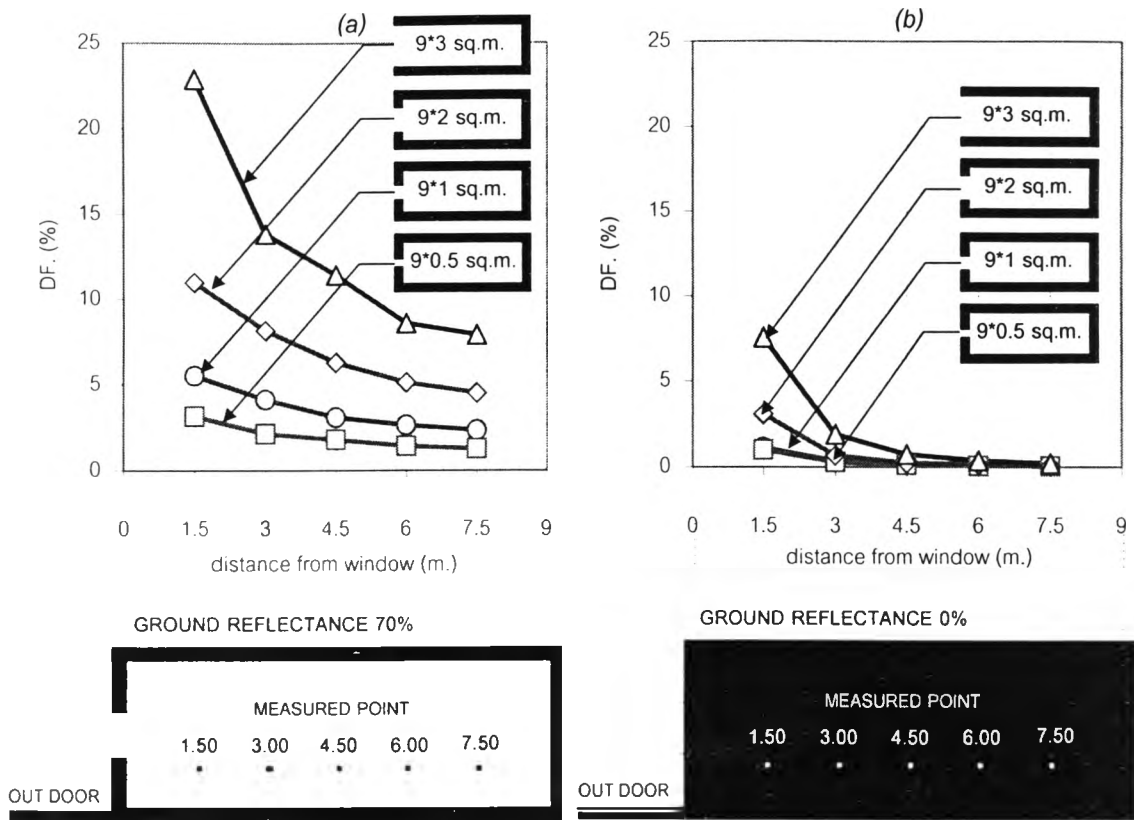 (a)
25
20
15
10
5
0
DF. (%)
9*3 sq.m.
9*2 sq.m.
9*1 sq.m.
9*0.5 sq.m.
0 1.5 3 4.5 6 7.5 9
distance from window (m.)
GROUND REFLECTANCE 70%
MEASURED POINT
1.50 3.00 4.50 6.00 7.50
OUT DOOR
(b)
25
20
15
10
5
0
DF. (%)
9*3 sq.m.
9*2 sq.m.
9*1 sq.m.
9*0.5 sq.m.
0 1.5 3 4.5 6 7.5 9
distance from window (m.)
GROUND REFLECTANCE 0%
MEASURED POINT
1.50 3.00 4.50 6.00 7.50
OUT DOOR